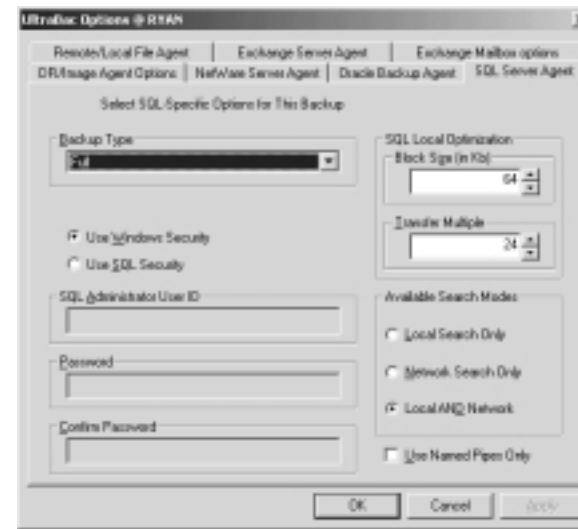 UltraBac Options @ RYAN
Remote/Local File Agent
Exchange Server Agent
Exchange Mailbox options
DR/Image Agent Options
NetWare Server Agent
Oracle Backup Agent
SQL Server Agent
Select SQL-Specific Options for This Backup
Backup Type
Full
Use Windows Security
Use SQL Security
SQL Administrator User ID
Password
Confirm Password
SQL Local Optimization
Block Size (in Kb)
64
Transfer Multiple
24
Available Search Modes
Local Search Only
Network Search Only
Local AND Network
Use Named Pipes Only
OK
Cancel
Apply